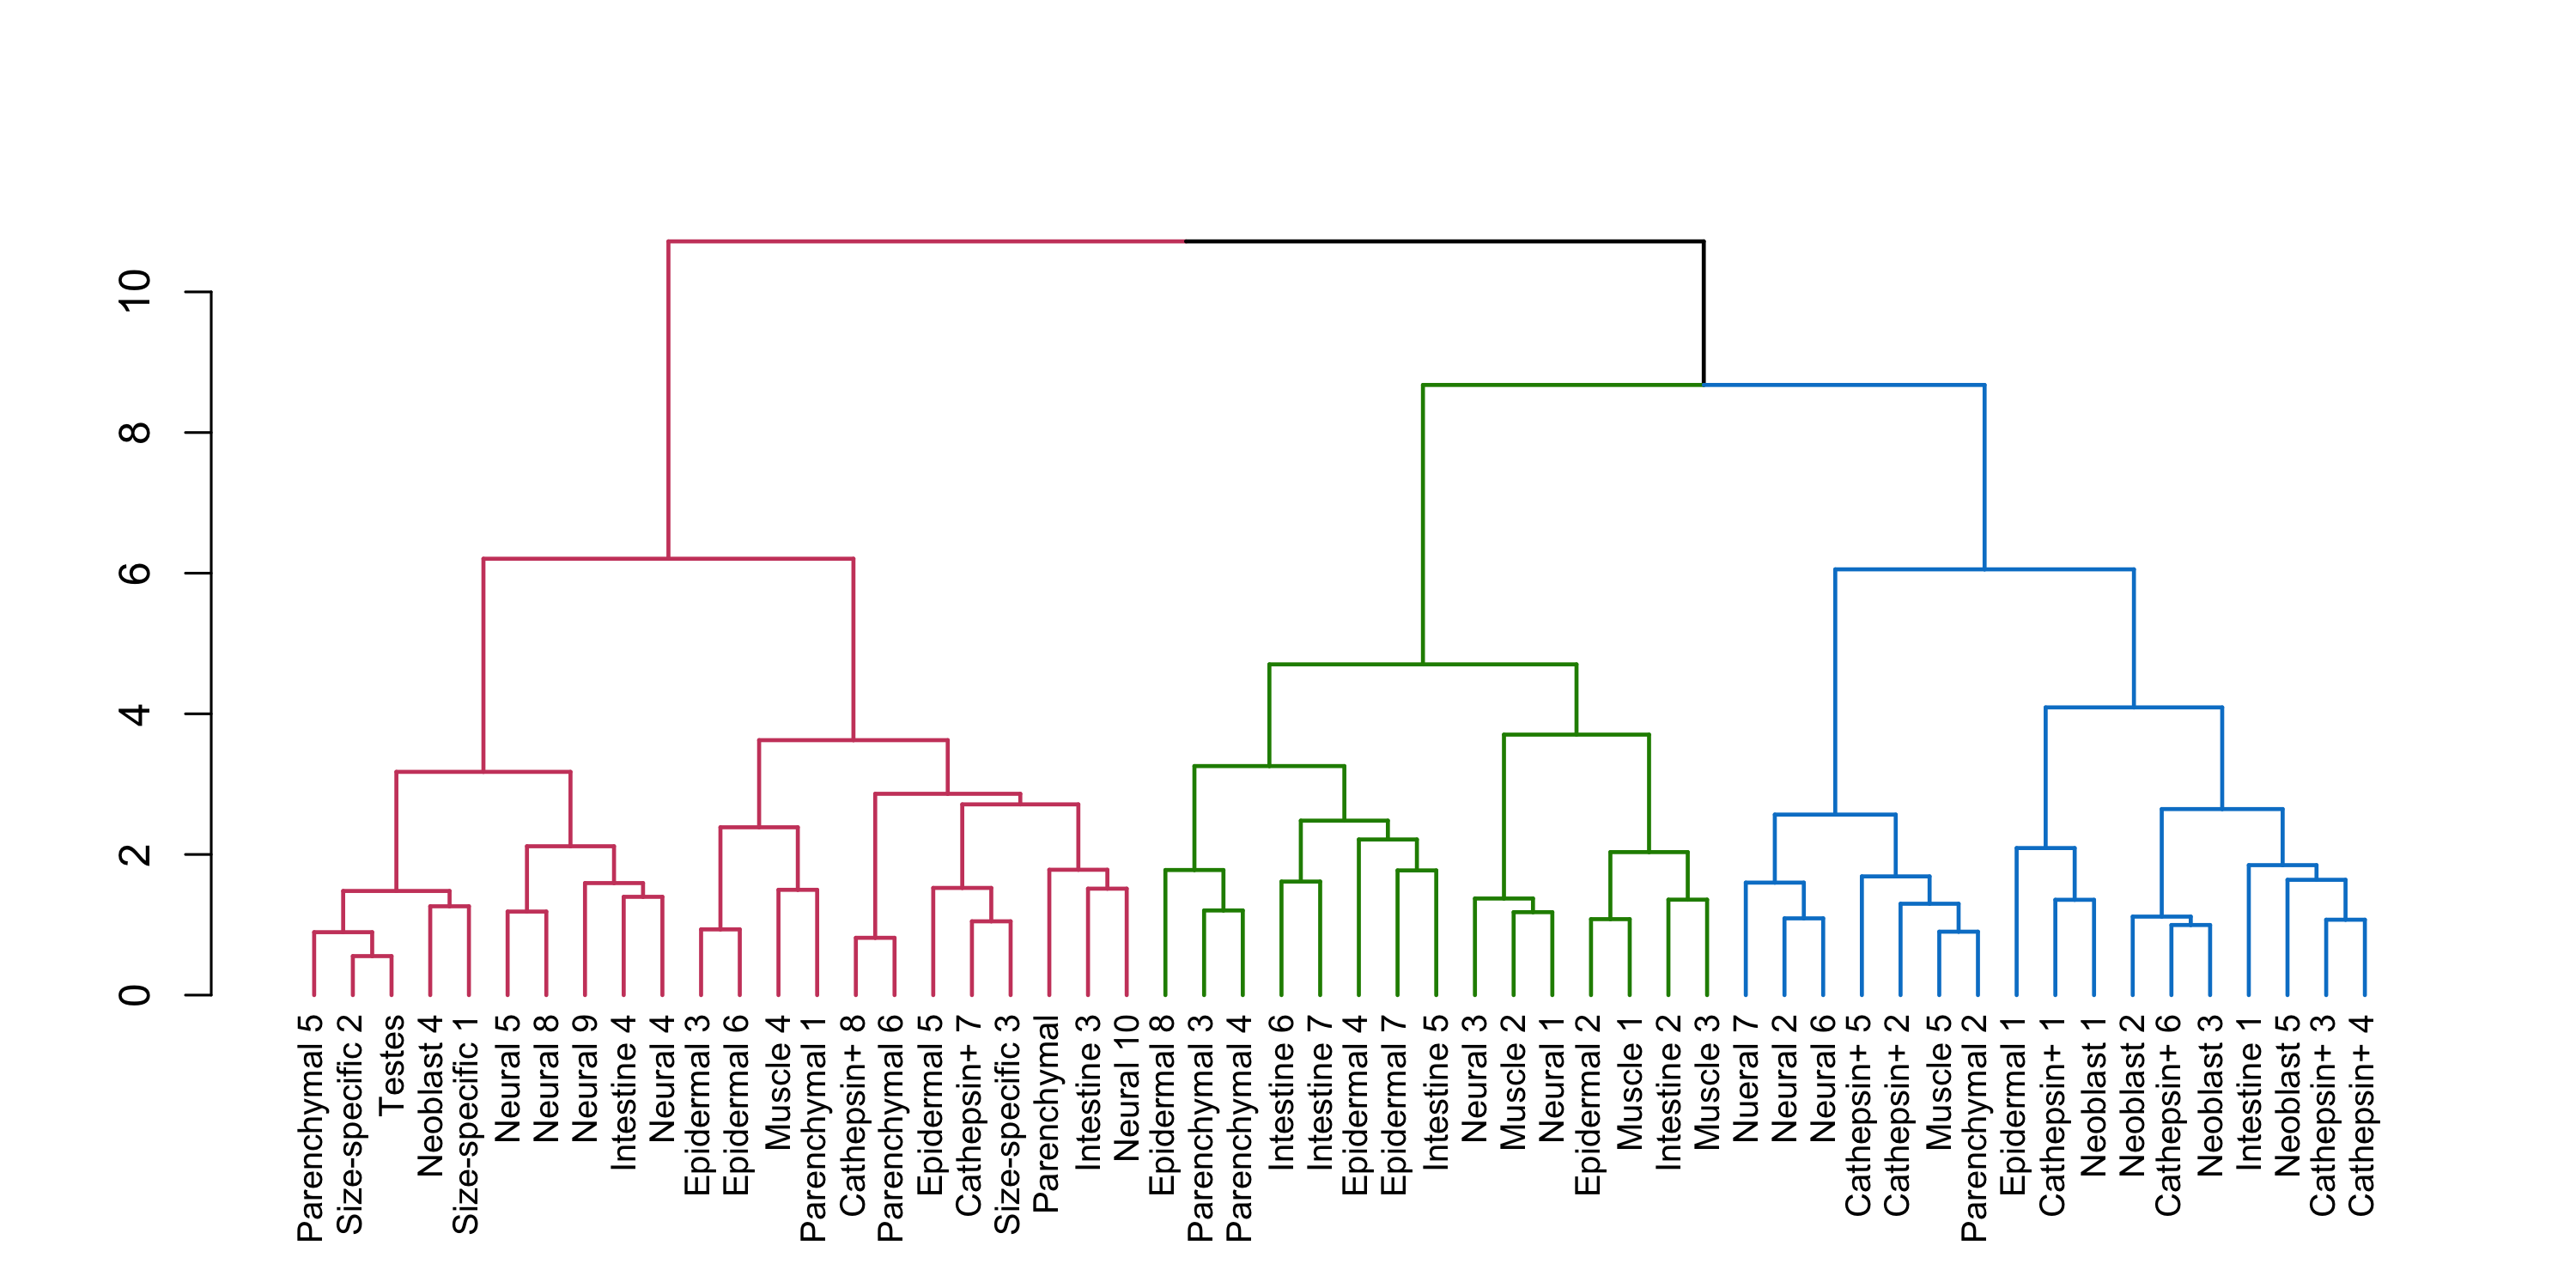 10
8
6
4
2
0
Parenchymal 5
Size-specific 2
Testes
Neoblast 4
Size-specific 1
Neural 5
Neural 8
Neural 9
Intestine 4
Neural 4
Epidermal 3
Epidermal 6
Muscle 4
Parenchymal 1
Cathepsin+ 8
Parenchymal 6
Epidermal 5
Cathepsin+ 7
Size-specific 3
Parenchymal
Intestine 3
Neural 10
Epidermal 8
Parenchymal 3
Parenchymal 4
Intestine 6
Intestine 7
Epidermal 4
Epidermal 7
Intestine 5
Neural 3
Muscle 2
Neural 1
Epidermal 2
Muscle 1
Intestine 2
Muscle 3
Nueral 7
Neural 2
Neural 6
Cathepsin+ 5
Cathepsin+ 2
Muscle 5
Parenchymal 2
Epidermal 1
Cathepsin+ 1
Neoblast 1
Neoblast 2
Cathepsin+ 6
Neoblast 3
Intestine 1
Neoblast 5
Cathepsin+ 3
Cathepsin+ 4